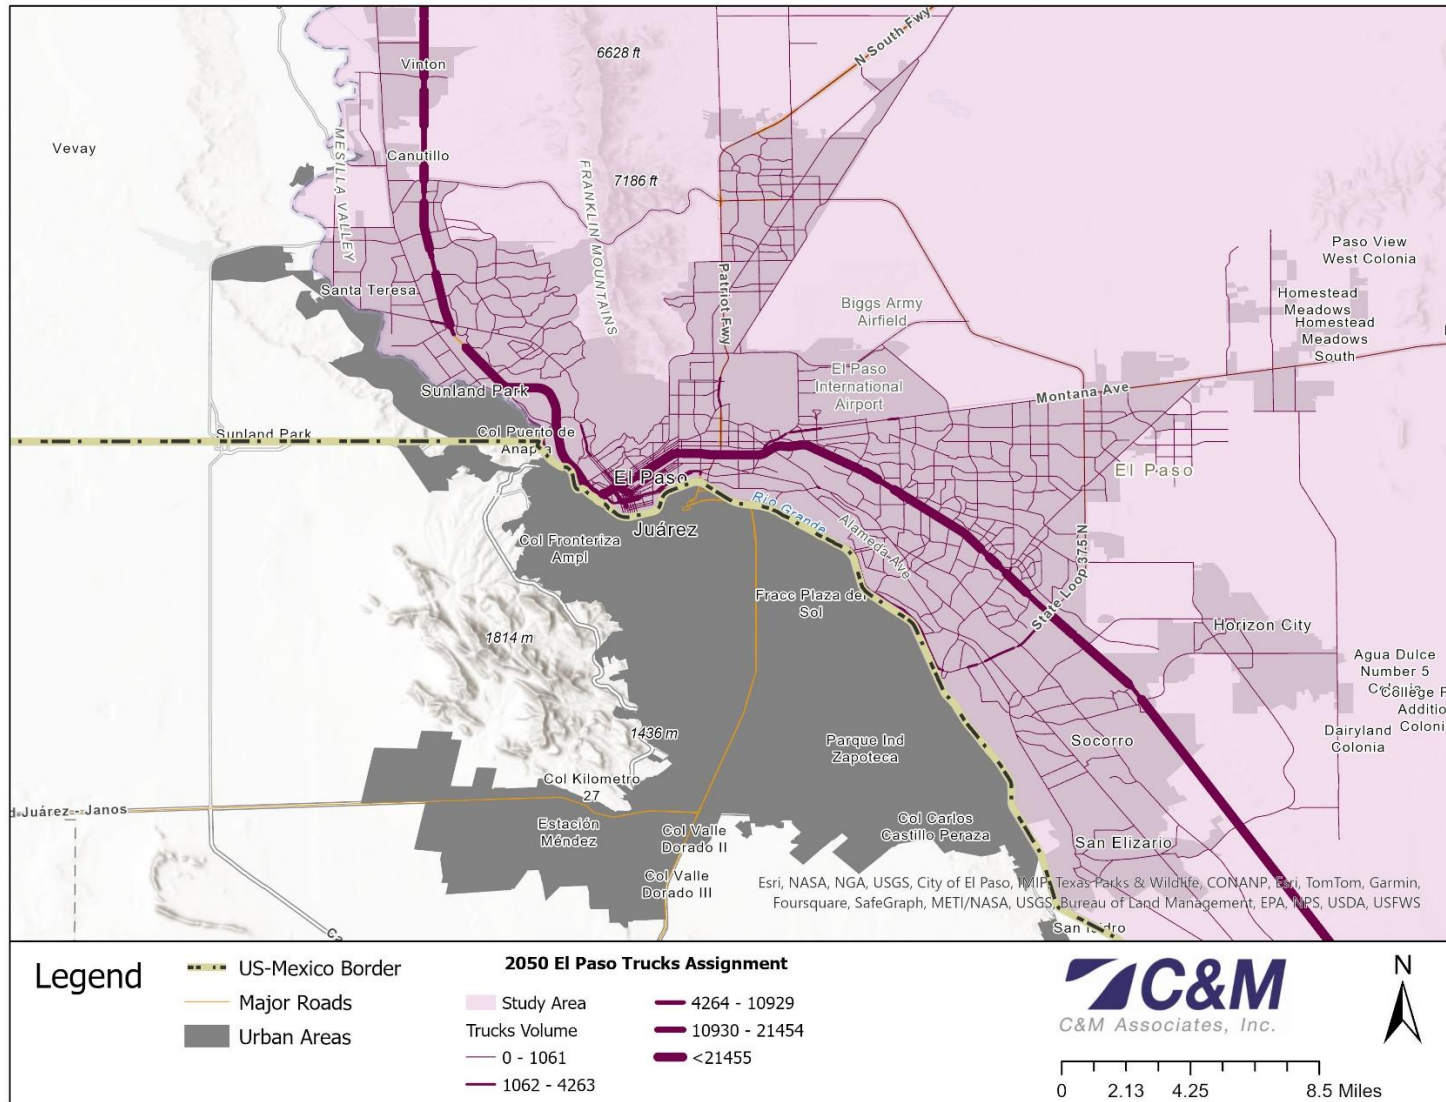 N South Fwy
6628 ft
Vinton
Vevay
Canutillo
MESILLA VALLEY
FRANKLIN MOUNTAINS
7186 ft
Paso View
West Colonia
Santa Teresa
Patriot Fwy
Biggs Army
Airfield
Homestead
Meadows
Homestead
Meadows
South
El Paso
International
Airport
Sunland Park
Montana Ave
Sunland Park
Col Puerto de
Anapra
El Paso
El Paso
Rio Grande
Juárez
Alameda Ave
Col Fronteriza
Ampl
State Loop 375 N
Fracc Plaza del
Sol
1814 m
Horizon City
Agua Dulce
Number 5
Colonia
College P
Additio
Coloni
1436 m
Parque Ind
Zapoteca
Socorro
Dairyland
Colonia
Col Kilometro
27
d-Juárez - Janos
Estación
Méndez
Col Valle
Dorado II
Col Carlos
Castillo Peraza
San Elizario
Col Valle
Dorado III
Esri, NASA, NGA, USGS, City of El Paso, IMIP, Texas Parks & Wildlife, CONANP, Esri, TomTom, Garmin,
Foursquare, SafeGraph, METI/NASA, USGS, Bureau of Land Management, EPA, NPS, USDA, USFWS
San Isidro
Legend
US-Mexico Border
Major Roads
Urban Areas
2050 El Paso Trucks Assignment
Study Area
Trucks Volume
0 - 1061
1062 - 4263
4264 - 10929
10930 - 21454
<21455
C&M
C&M Associates, Inc.
N
0 2.13 4.25 8.5 Miles